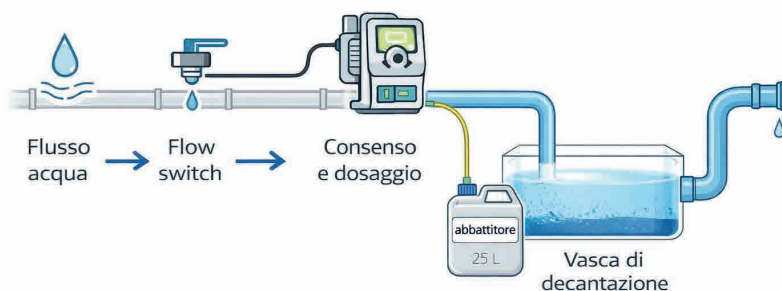 Flusso
acqua
Flow
switch
Consenso
e dosaggio
abbattitore
25 L
Vasca di
decantazione